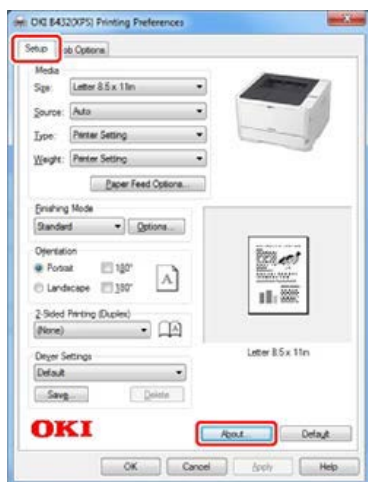 OKI B432(XPS) Printing Preferences
Setup Job Options
Media
Size: Letter 8.5 x 11in
Source: Auto
Type: Printer Setting
Weight: Printer Setting
Paper Feed Options...
Finishing Mode
Standard Options...
Orientation
Portrait 180°
Landscape 180°
A
2-Sided Printing (Duplex)
(None) A
Letter 8.5 x 11in
Driver Settings
Default
Save... Delete
OKI About... Default
OK Cancel Apply Help